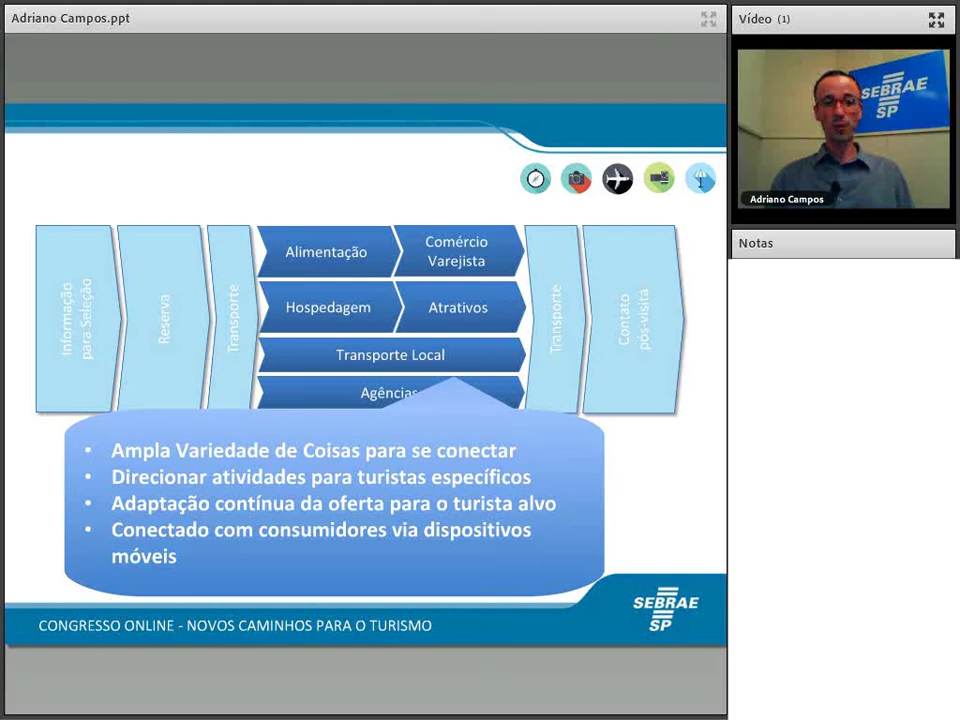 Adriano Campos.ppt
Vídeo (1)
SEBRAE
SP
Adriano Campos
Notas
Informação
para Seleção
Reserva
Transporte
Alimentação
Comércio
Varejista
Hospedagem
Atrativos
Transporte Local
Agências
Transporte
Contato
pós-visita
• Ampla Variedade de Coisas para se conectar
• Direcionar atividades para turistas específicos
• Adaptação contínua da oferta para o turista alvo
• Conectado com consumidores via dispositivos
móveis
SEBRAE
SP
CONGRESSO ONLINE - NOVOS CAMINHOS PARA O TURISMO